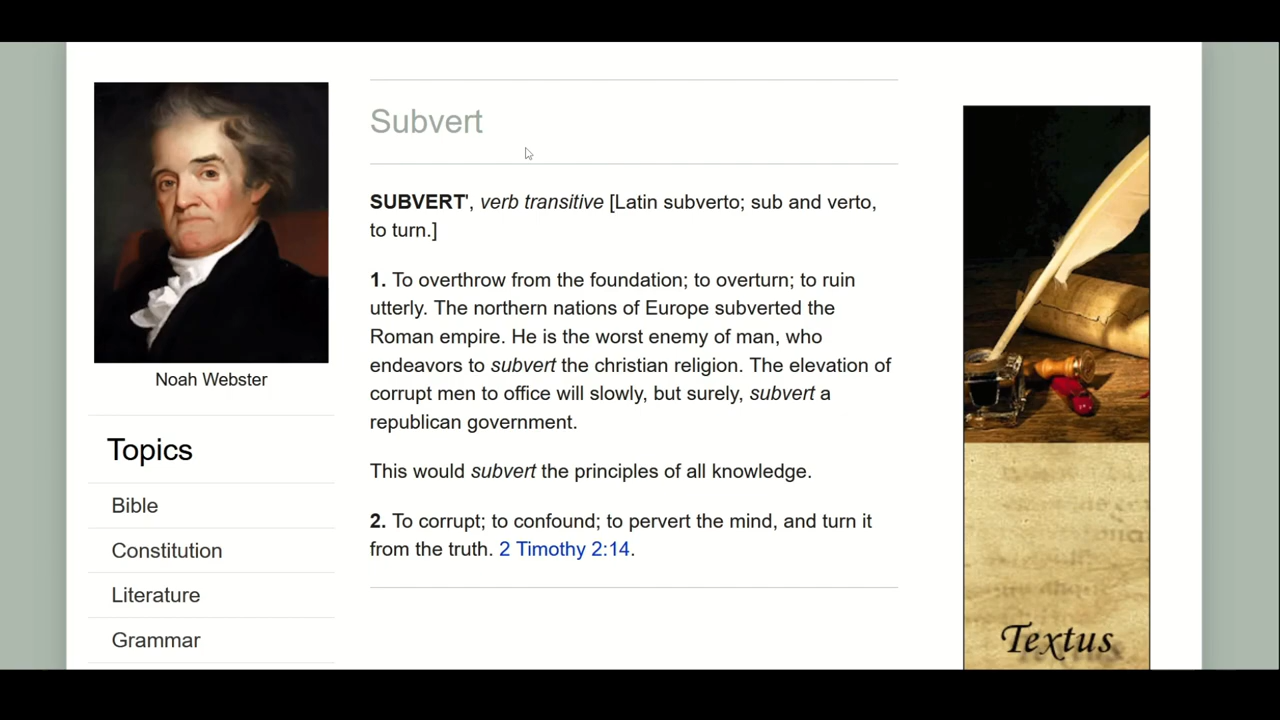 Subvert
SUBVERT', verb transitive [Latin subverto; sub and verto,
to turn.]
1. To overthrow from the foundation; to overturn; to ruin
utterly. The northern nations of Europe subverted the
Roman empire. He is the worst enemy of man, who
endeavors to subvert the christian religion. The elevation of
corrupt men to office will slowly, but surely, subvert a
republican government.
This would subvert the principles of all knowledge.
2. To corrupt; to confound; to pervert the mind, and turn it
from the truth. 2 Timothy 2:14.
Noah Webster
Topics
Bible
Constitution
Literature
Grammar
Textus